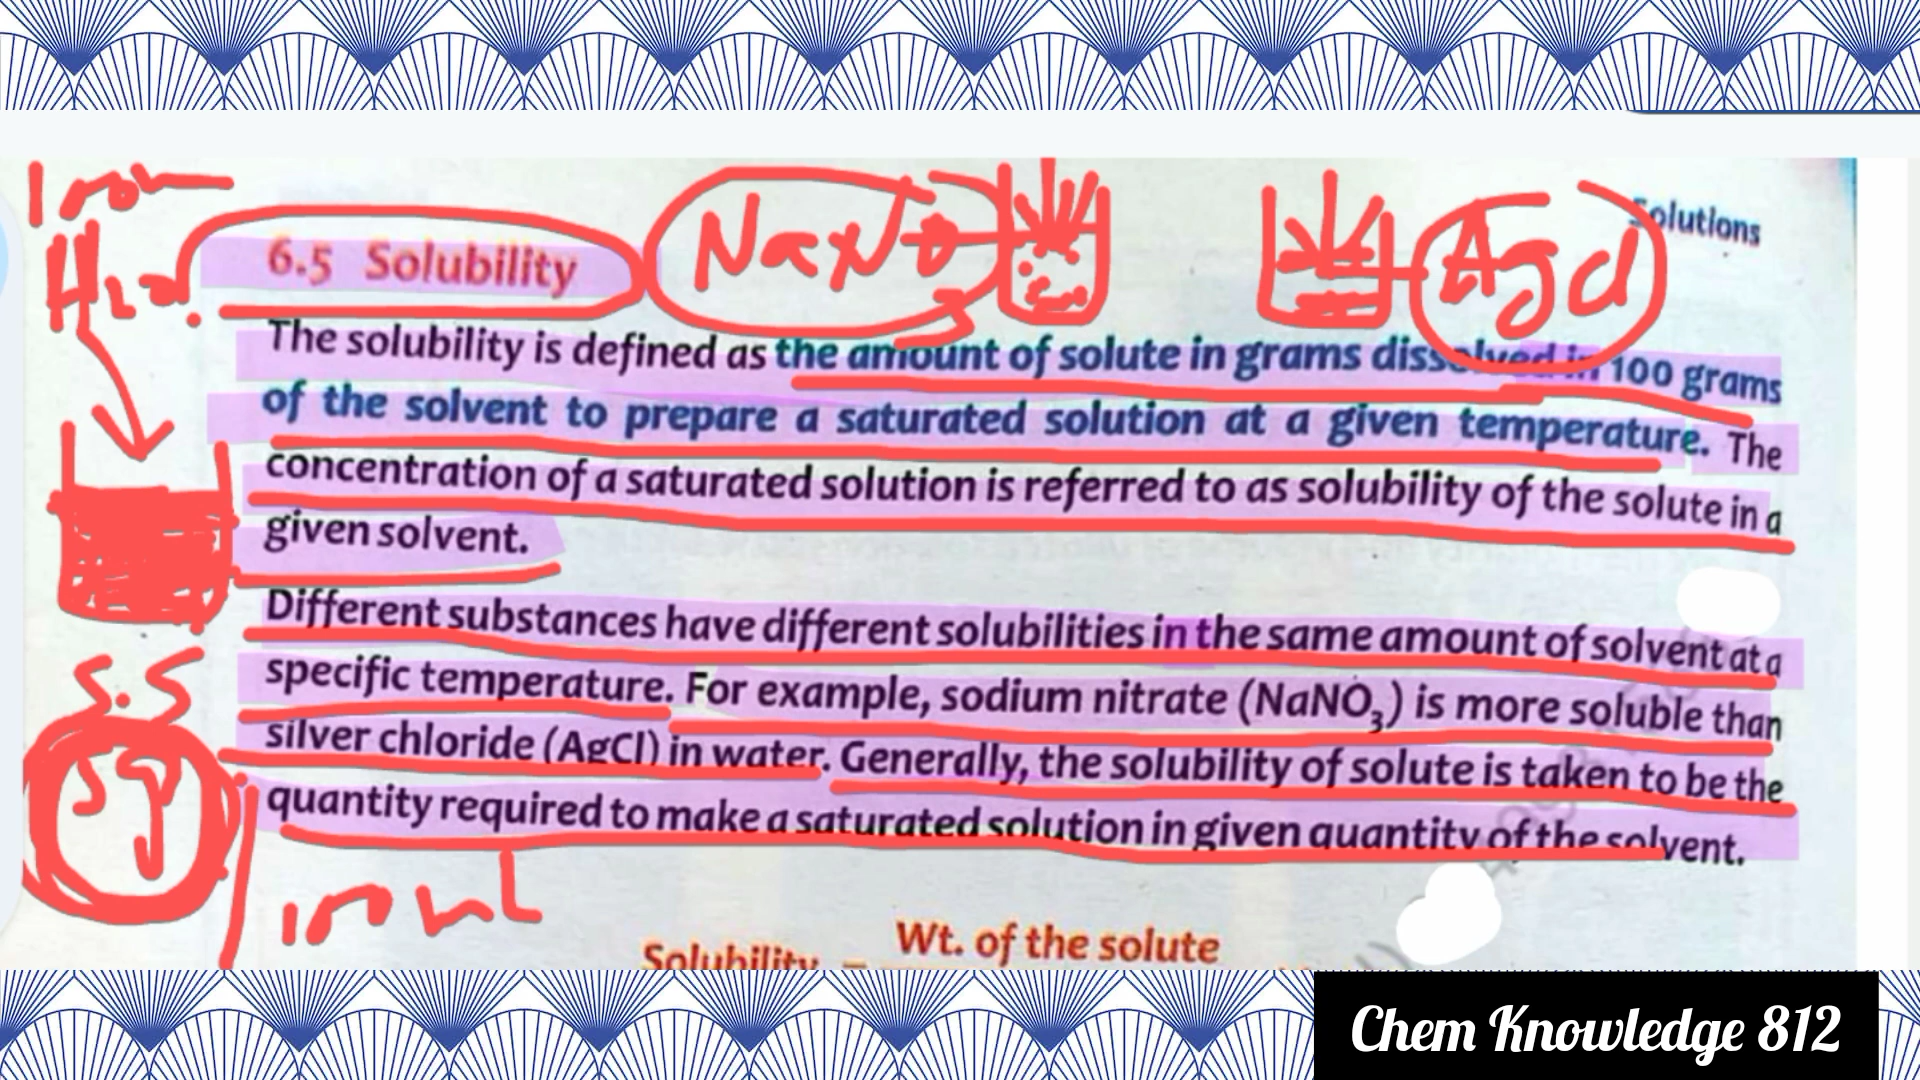 Solutions
100m
H₂O
NaNO3
AgCl
6.5 Solubility
The solubility is defined as the amount of solute in grams dissolved in 100 grams
of the solvent to prepare a saturated solution at a given temperature. The
concentration of a saturated solution is referred to as solubility of the solute in a
given solvent.
Different substances have different solubilities in the same amount of solvent at a
specific temperature. For example, sodium nitrate (NaNO₃) is more soluble than
silver chloride (AgCl) in water. Generally, the solubility of solute is taken to be the
quantity required to make a saturated solution in given quantity of the solvent.
S.S
5g
100 mL
Wt. of the solute
Solubility =
Chem Knowledge 812